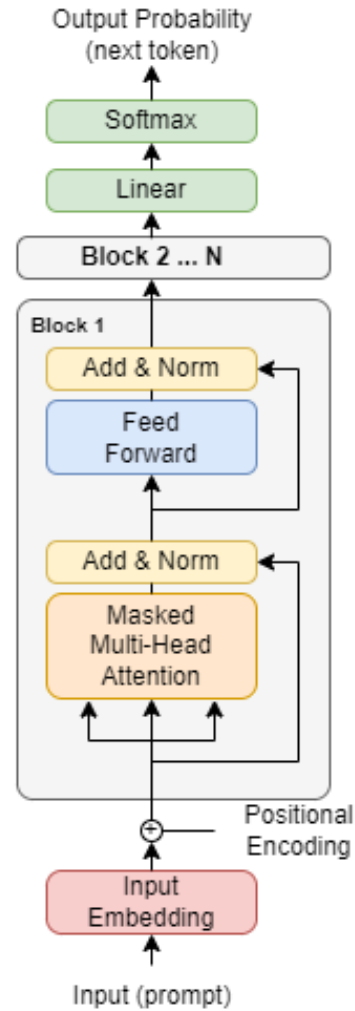 Output Probability
(next token)
Softmax
Linear
Block 2 ... N
Block 1
Add & Norm
Feed
Forward
Add & Norm
Masked
Multi-Head
Attention
+
Positional
Encoding
Input
Embedding
Input (prompt)